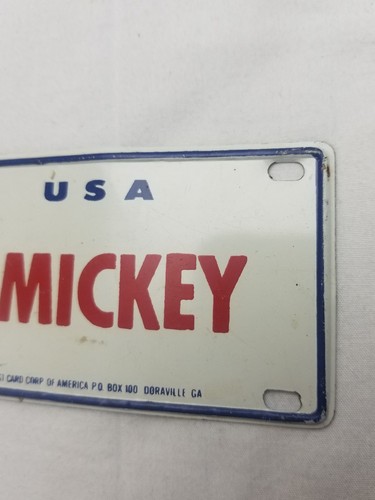 USA
MICKEY
CARD CORP OF AMERICA P.O. BOX 100 DORAVILLE GA